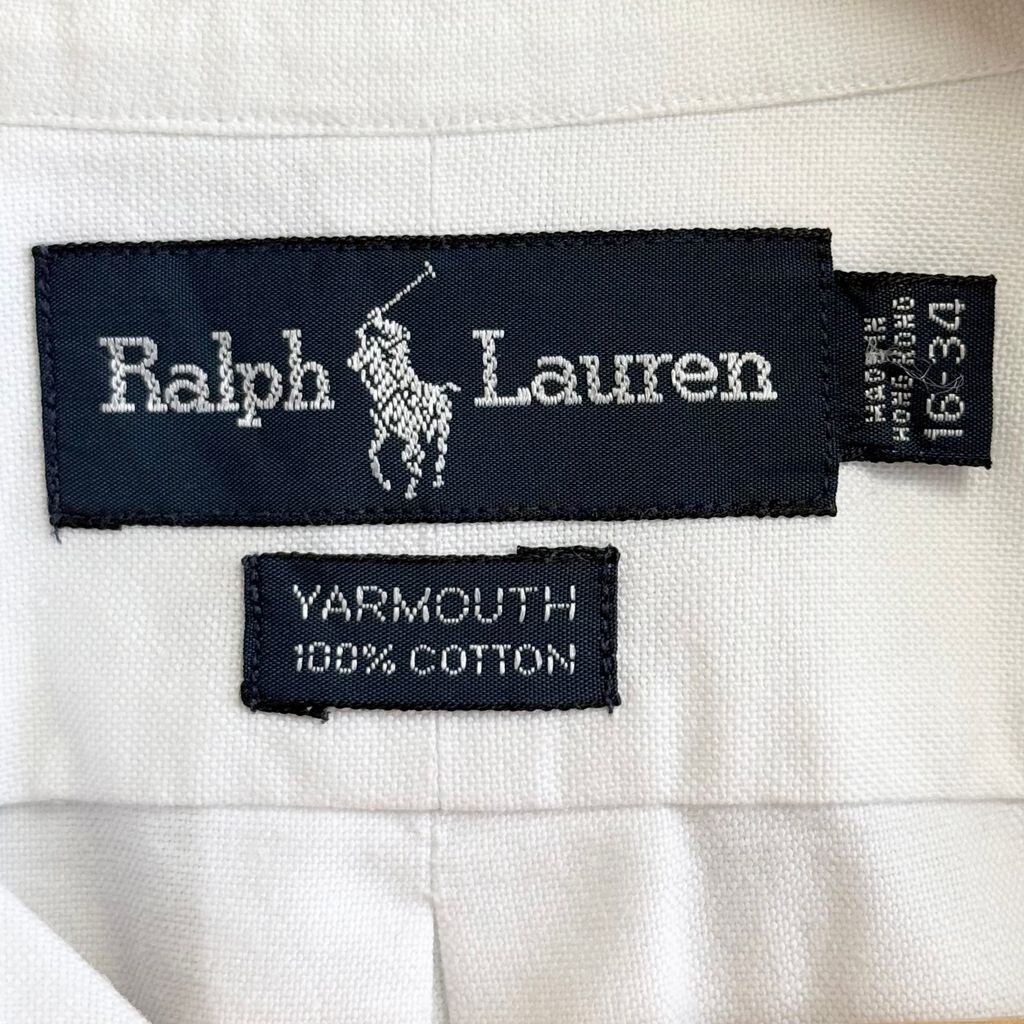 Ralph Lauren
MADE IN
HONG KONG
16-34
YARMOUTH
100% COTTON